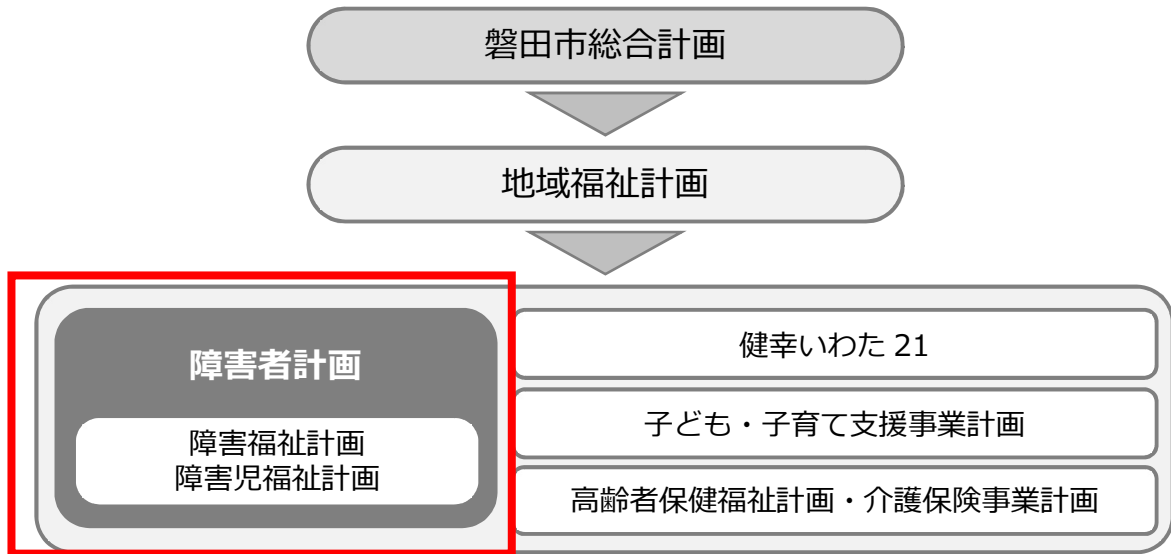 磐田市総合計画
地域福祉計画
障害者計画
障害福祉計画
障害児福祉計画
健幸いわた 21
子ども・子育て支援事業計画
高齢者保健福祉計画・介護保険事業計画